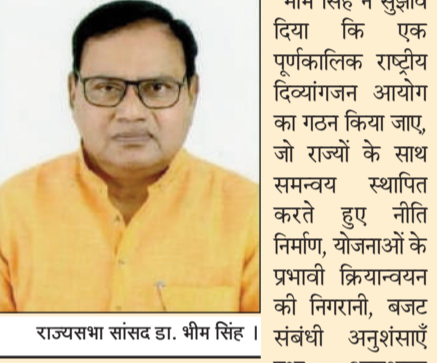 भीम सिंह ने सुझाव
दिया कि एक
पूर्णकालिक राष्ट्रीय
दिव्यांगजन आयोग
का गठन किया जाए,
जो राज्यों के साथ
समन्वय स्थापित
करते हुए नीति
निर्माण, योजनाओं के
प्रभावी क्रियान्वयन
की निगरानी, बजट
संबंधी अनुशंसाएँ
राज्यसभा सांसद डा. भीम सिंह ।